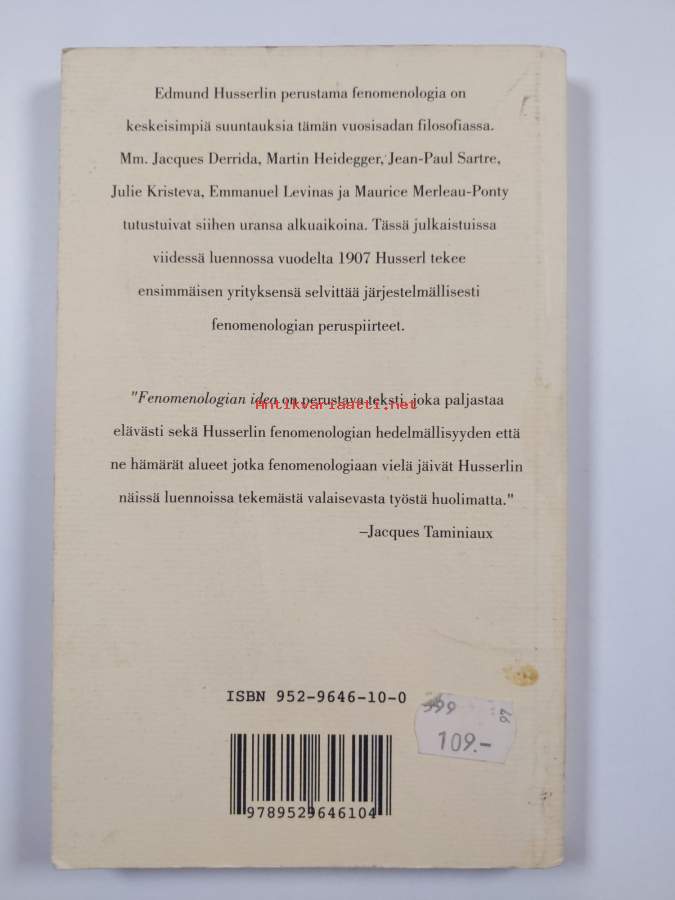 Edmund Husserlin perustama fenomenologia on
keskeisimpiä suuntauksia tämän vuosisadan filosofiassa.
Mm. Jacques Derrida, Martin Heidegger, Jean-Paul Sartre,
Julie Kristeva, Emmanuel Levinas ja Maurice Merleau-Ponty
tutustuivat siihen uransa alkuaikoina. Tässä julkaistuissa
viidessä luennossa vuodelta 1907 Husserl tekee
ensimmäisen yrityksensä selvittää järjestelmällisesti
fenomenologian peruspiirteet.
"Fenomenologian idea on perustava teksti, joka paljastaa
Antikvariaatti.net
elävästi sekä Husserlin fenomenologian hedelmällisyyden että
ne hämärät alueet jotka fenomenologiaan vielä jäivät Husserlin
näissä luennoissa tekemästä valaisevasta työstä huolimatta."
–Jacques Taminiaux
ISBN 952-9646-10-0
97
109.-
9789529646104